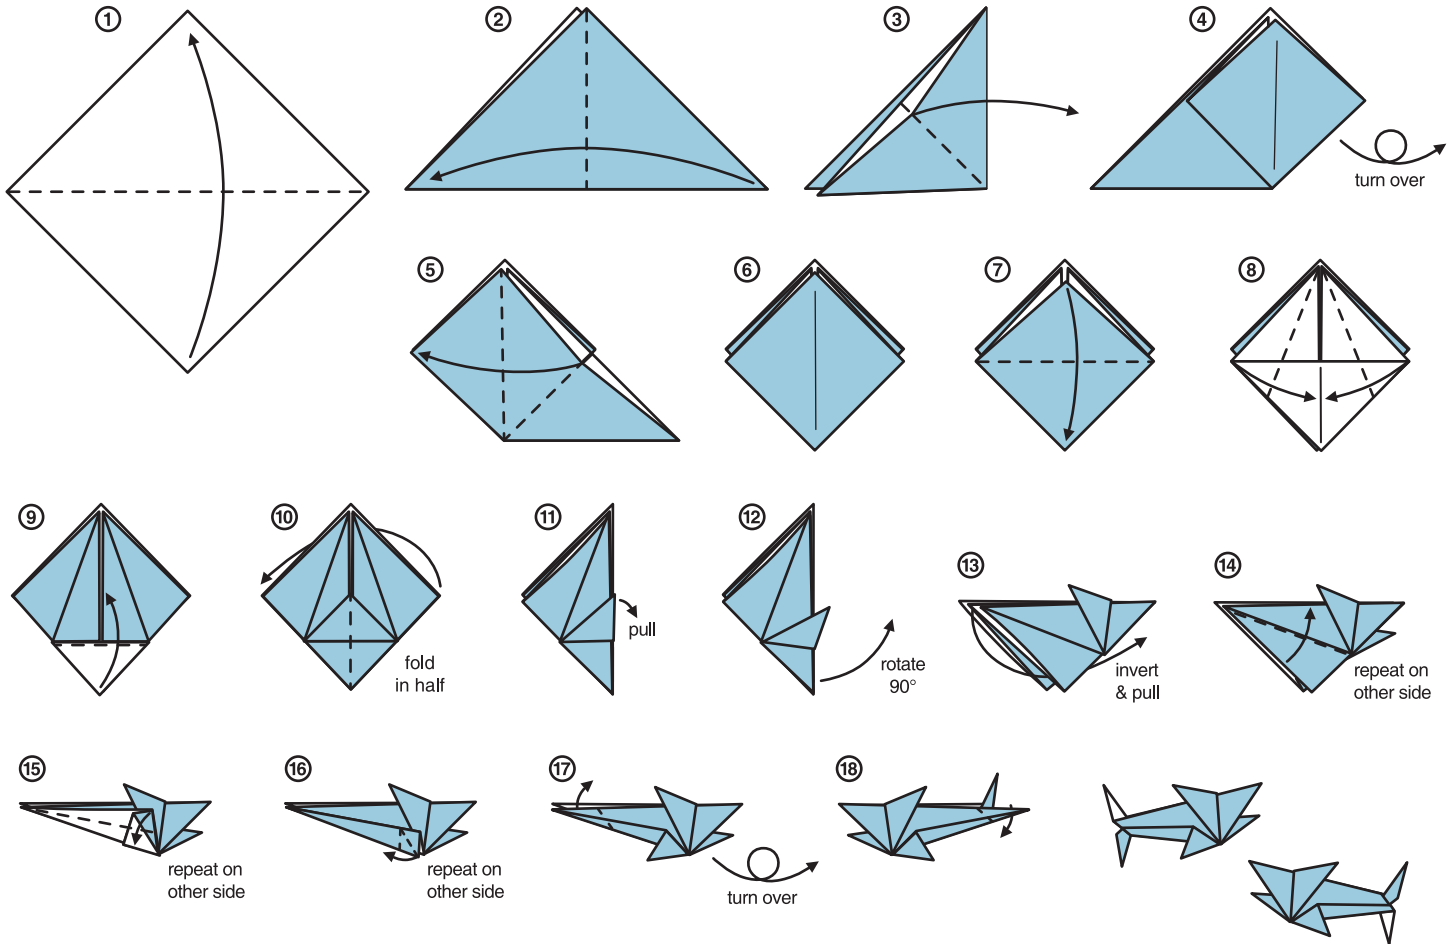 1
2
3
4
turn over
5
6
7
8
9
10
fold
in half
11
pull
12
rotate
90°
13
invert
& pull
14
repeat on
other side
15
repeat on
other side
16
repeat on
other side
17
turn over
18